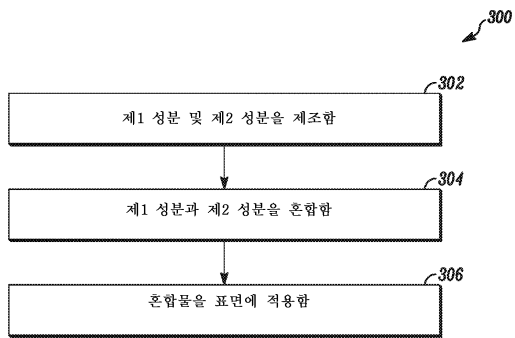 300
302
제1 성분 및 제2 성분을 제조함
304
제1 성분과 제2 성분을 혼합함
306
혼합물을 표면에 적용함